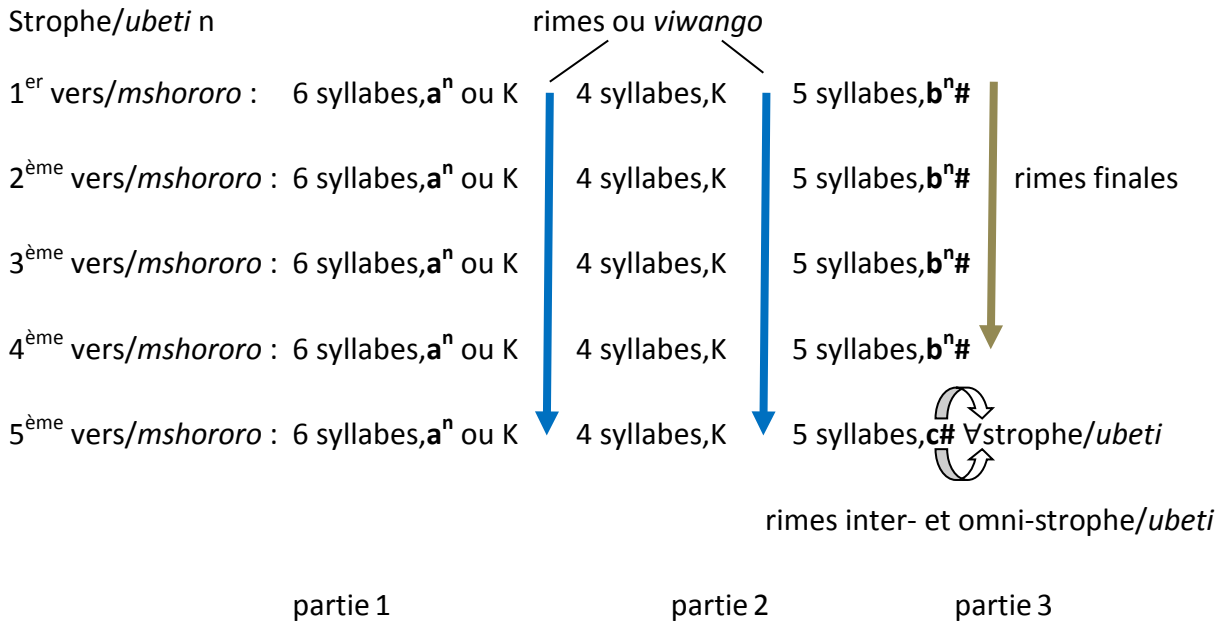 Strophe/ubeti n rimes ou viwango
1er vers/mshororo : 6 syllabes,aⁿ ou K 4 syllabes,K 5 syllabes,bⁿ#
2ème vers/mshororo : 6 syllabes,aⁿ ou K 4 syllabes,K 5 syllabes,bⁿ# rimes finales
3ème vers/mshororo : 6 syllabes,aⁿ ou K 4 syllabes,K 5 syllabes,bⁿ#
4ème vers/mshororo : 6 syllabes,aⁿ ou K 4 syllabes,K 5 syllabes,bⁿ#
5ème vers/mshororo : 6 syllabes,aⁿ ou K 4 syllabes,K 5 syllabes,c# ∀strophe/ubeti
rimes inter- et omni-strophe/ubeti
partie 1 partie 2 partie 3